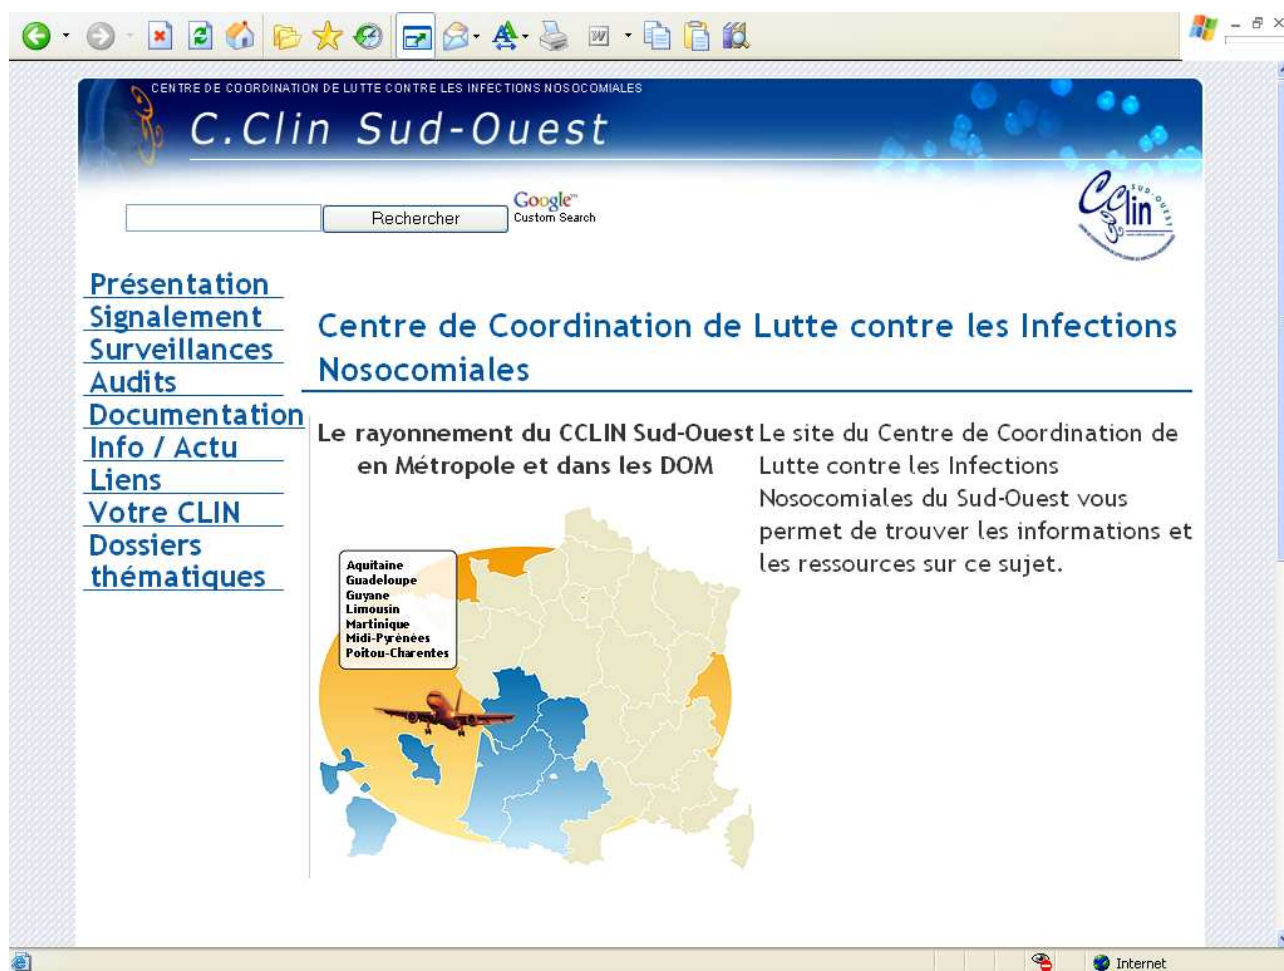 CENTRE DE COORDINATION DE LUTTE CONTRE LES INFECTIONS NOSOCOMIALES
C.Clin Sud-Ouest
Rechercher
Google™
Custom Search
SUD-OUEST
CClin
Présentation
Signalement
Surveillances
Audits
Documentation
Info / Actu
Liens
Votre CLIN
Dossiers
thématiques
Centre de Coordination de Lutte contre les Infections
Nosocomiales
Le rayonnement du CCLIN Sud-Ouest
en Métropole et dans les DOM
Aquitaine
Guadeloupe
Guyane
Limousin
Martinique
Midi-Pyrénées
Poitou-Charentes
Le site du Centre de Coordination de
Lutte contre les Infections
Nosocomiales du Sud-Ouest vous
permet de trouver les informations et
les ressources sur ce sujet.
Internet